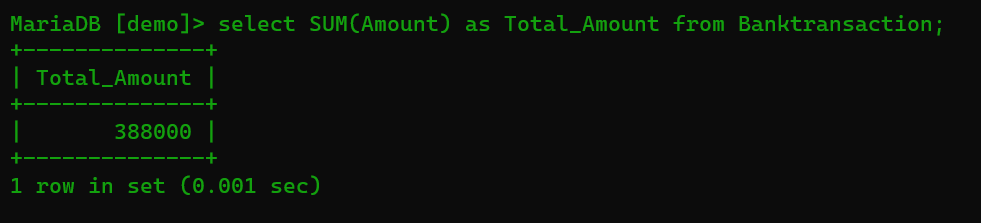 MariaDB [demo]> select SUM(Amount) as Total_Amount from Banktransaction;
+--------------+
| Total_Amount |
+--------------+
|       388000 |
+--------------+
1 row in set (0.001 sec)